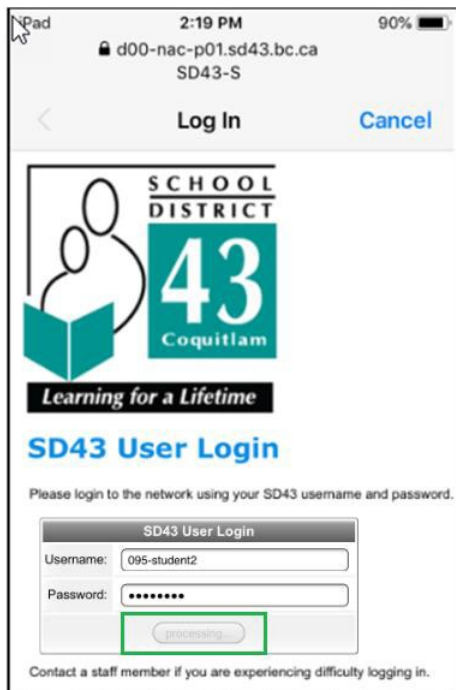 iPad 2:19 PM 90%
d00-nac-p01.sd43.bc.ca
SD43-S
Log In Cancel
SCHOOL
DISTRICT
43
Coquitlam
Learning for a Lifetime
SD43 User Login
Please login to the network using your SD43 username and password.
SD43 User Login
Username: 095-student2
Password: ••••••••
processing...
Contact a staff member if you are experiencing difficulty logging in.